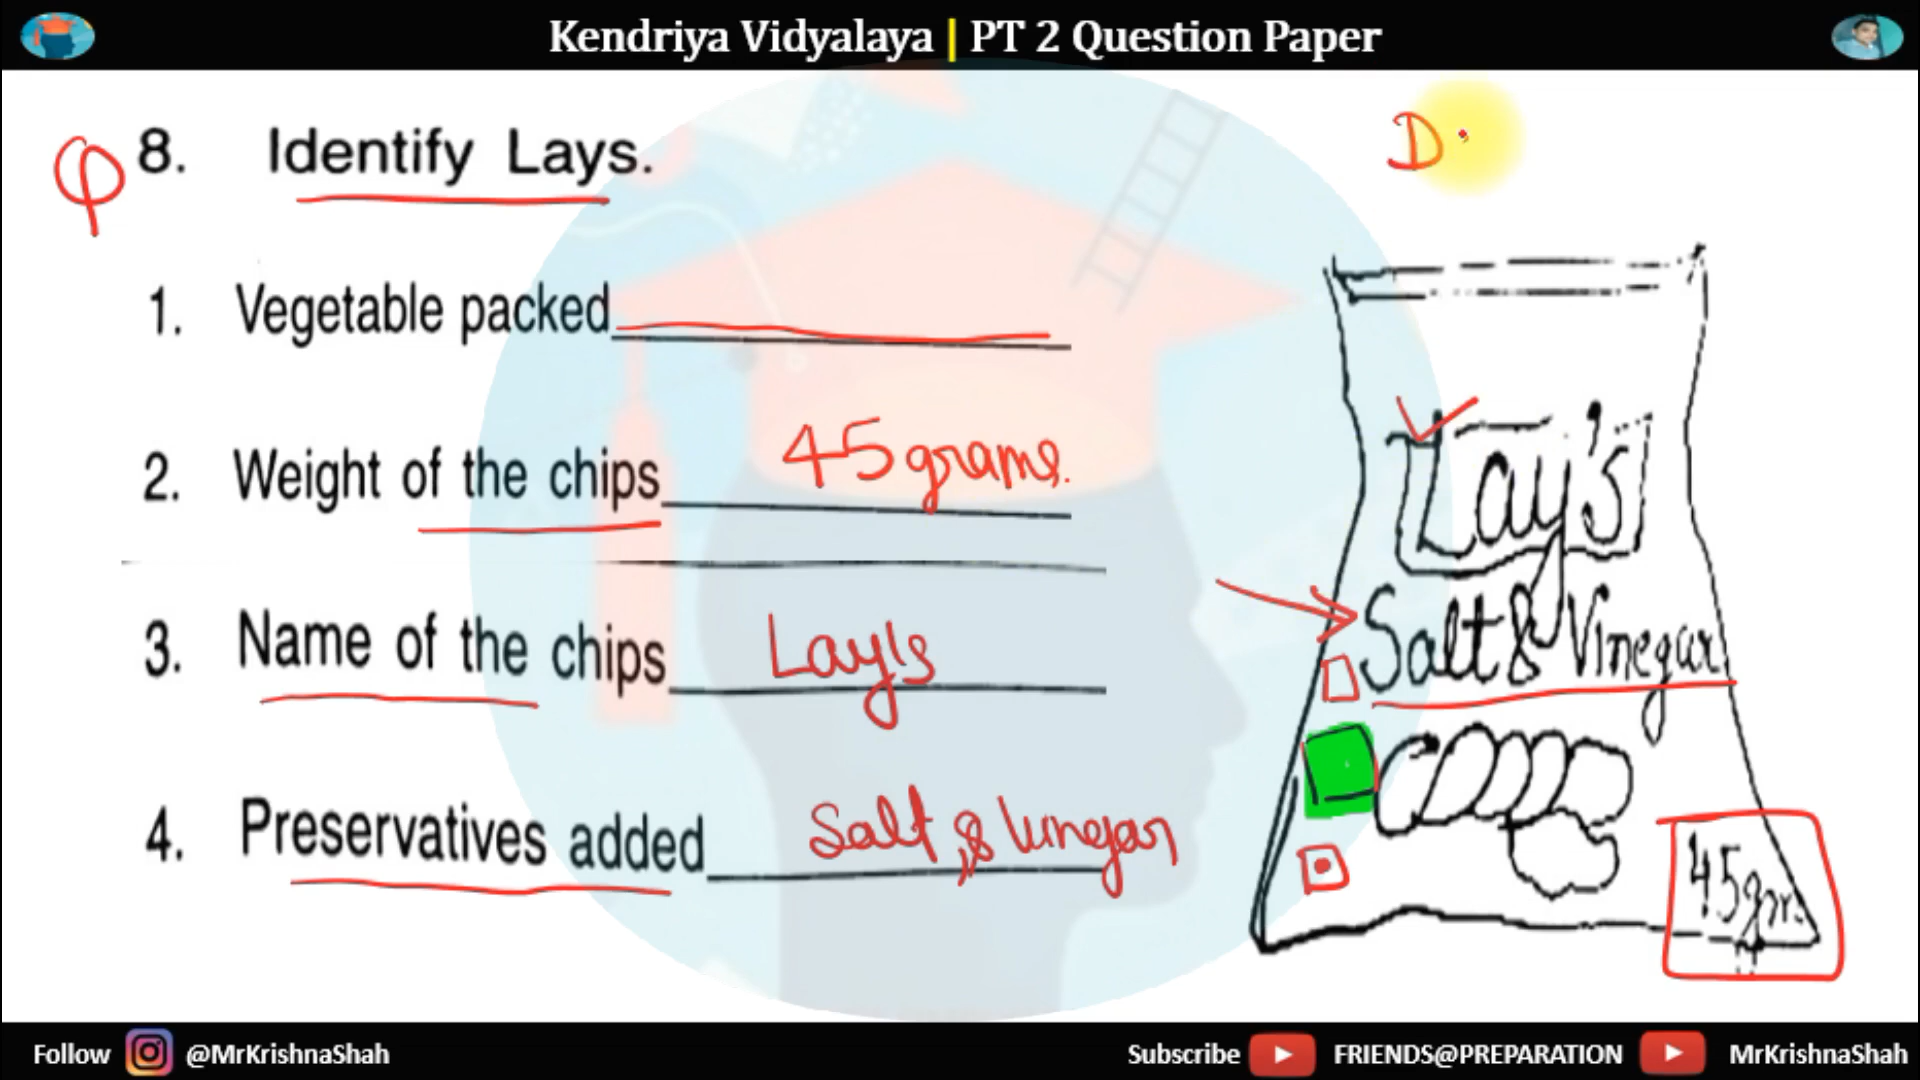 Kendriya Vidyalaya | PT 2 Question Paper
8. Identify Lays.
D
1. Vegetable packed
2. Weight of the chips 45 grams.
3. Name of the chips Lay's
4. Preservatives added Salt, & Vinegar
Lay's
Salt & Vinegar
45 gm.
Follow @MrKrishnaShah
Subscribe FRIENDS@PREPARATION MrKrishnaShah